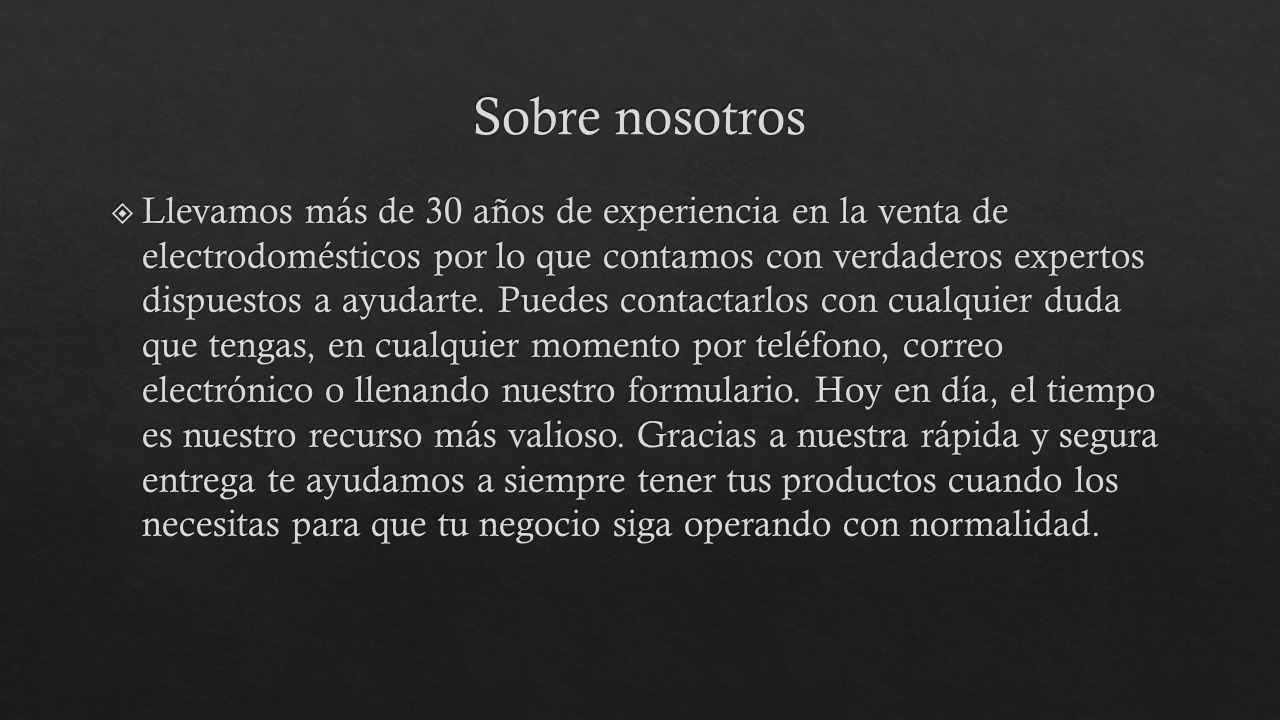 Sobre nosotros
Llevamos más de 30 años de experiencia en la venta de
electrodomésticos por lo que contamos con verdaderos expertos
dispuestos a ayudarte. Puedes contactarlos con cualquier duda
que tengas, en cualquier momento por teléfono, correo
electrónico o llenando nuestro formulario. Hoy en día, el tiempo
es nuestro recurso más valioso. Gracias a nuestra rápida y segura
entrega te ayudamos a siempre tener tus productos cuando los
necesitas para que tu negocio siga operando con normalidad.